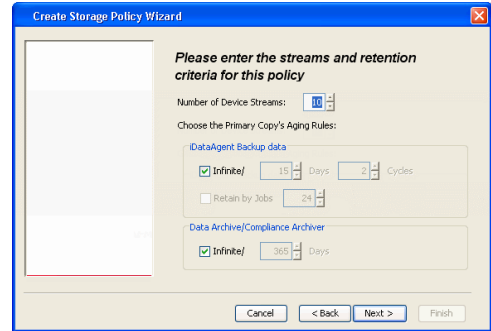 Create Storage Policy Wizard
Please enter the streams and retention
criteria for this policy
Number of Device Streams: 10
Choose the Primary Copy's Aging Rules:
iDataAgent Backup data
Infinite/ 15 Days 2 Cycles
Retain by Jobs 24
Data Archive/Compliance Archiver
Infinite/ 365 Days
Cancel < Back Next > Finish